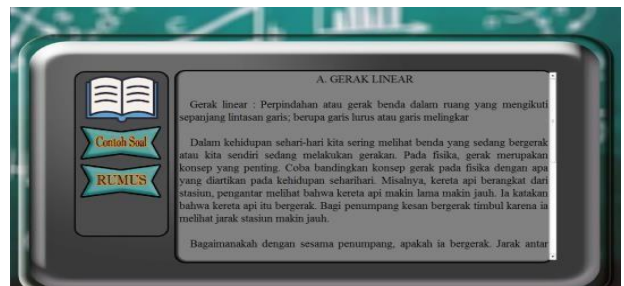 A. GERAK LINEAR
Gerak linear : Perpindahan atau gerak benda dalam ruang yang mengikuti
sepanjang lintasan garis; berupa garis lurus atau garis melingkar
Dalam kehidupan sehari-hari kita sering melihat benda yang sedang bergerak
atau kita sendiri sedang melakukan gerakan. Pada fisika, gerak merupakan
konsep yang penting. Coba bandingkan konsep gerak pada fisika dengan apa
yang diartikan pada kehidupan seharihari. Misalnya, kereta api berangkat dari
stasiun, pengantar melihat bahwa kereta api makin lama makin jauh. Ia katakan
bahwa kereta api itu bergerak. Bagi penumpang kesan bergerak timbul karena ia
melihat jarak stasiun makin jauh.
Bagaimanakah dengan sesama penumpang, apakah ia bergerak. Jarak antar
Contoh Soal
RUMUS